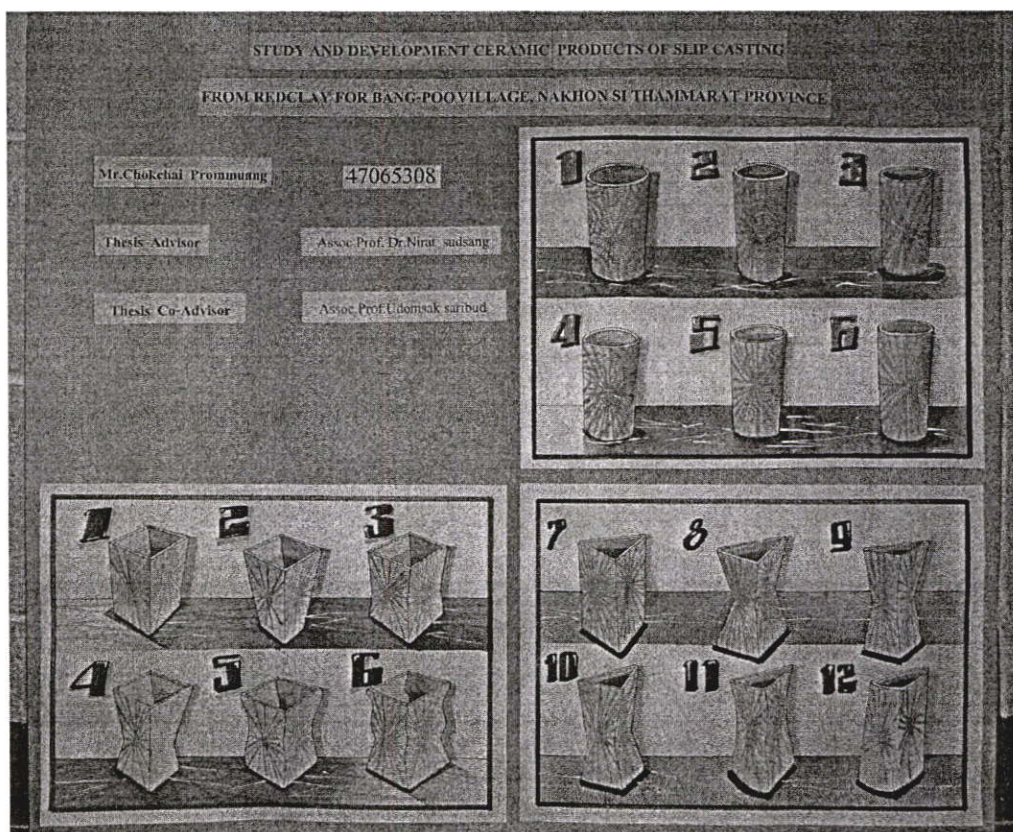 STUDY AND DEVELOPMENT CERAMIC PRODUCTS OF SLIP CASTING
FROM REDCLAY FOR BANG-POO VILLAGE, NAKHON SI THAMMARAT PROVINCE
Mr.Chokchai Prommuang 47065308
Thesis Advisor Assoc.Prof. Dr.Nirat sudsang
Thesis Co-Advisor Assoc.Prof.Udomsak saribud
1 2 3
4 5 6
1 2 3
4 5 6
7 8 9
10 11 12